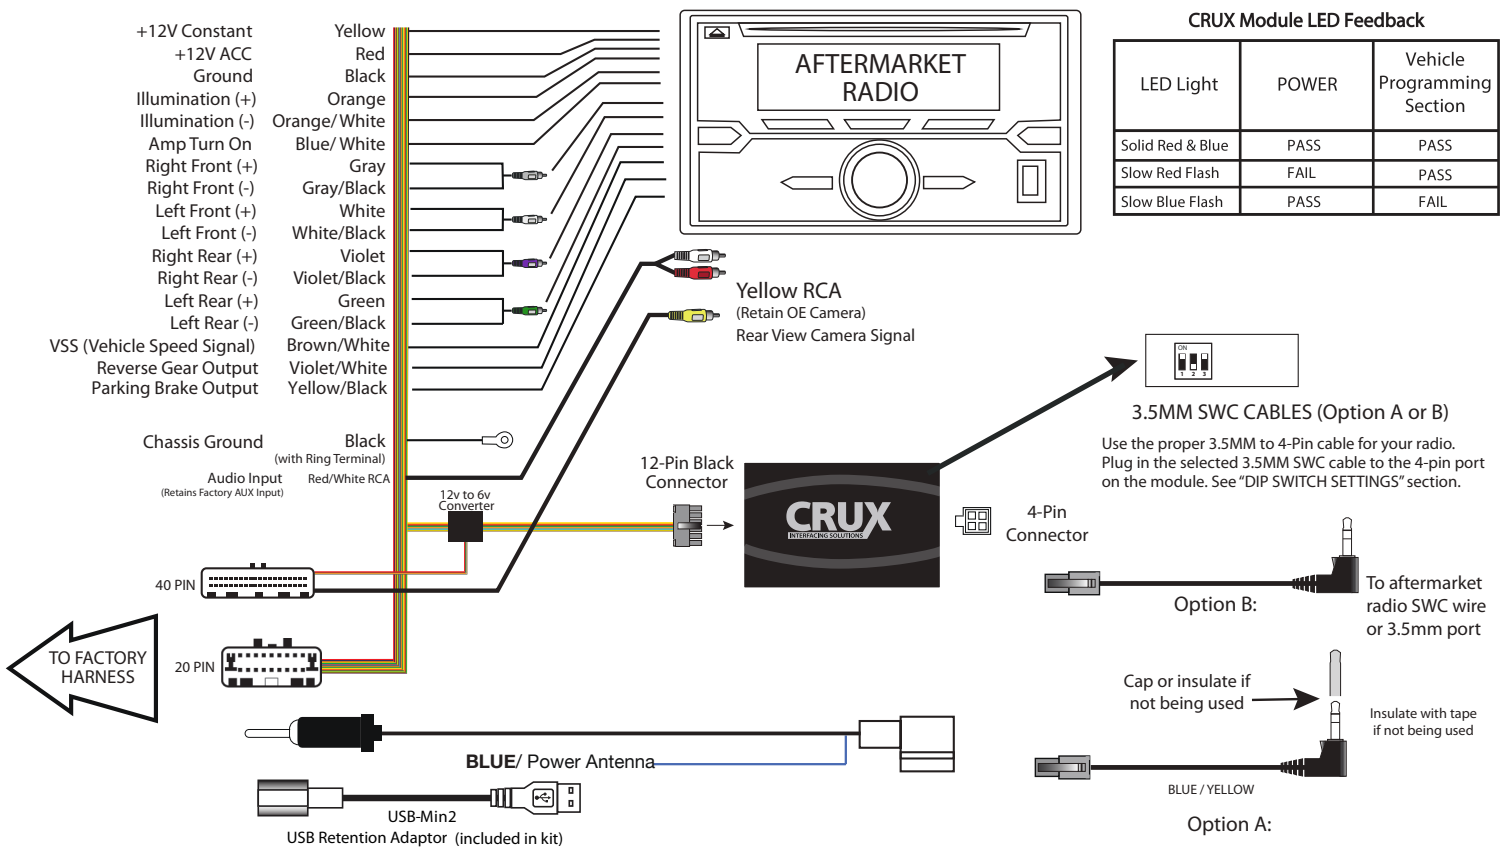 +12V Constant Yellow
+12V ACC Red
Ground Black
Illumination (+) Orange
Illumination (-) Orange/White
Amp Turn On Blue/ White
Right Front (+) Gray
Right Front (-) Gray/Black
Left Front (+) White
Left Front (-) White/Black
Right Rear (+) Violet
Right Rear (-) Violet/Black
Left Rear (+) Green
Left Rear (-) Green/Black
VSS (Vehicle Speed Signal) Brown/White
Reverse Gear Output Violet/White
Parking Brake Output Yellow/Black
Chassis Ground Black
(with Ring Terminal)
Audio Input Red/White RCA
(Retains Factory AUX Input)
AFTERMARKET
RADIO
CRUX Module LED Feedback
LED Light POWER Vehicle
Programming
Section
Solid Red & Blue PASS PASS
Slow Red Flash FAIL PASS
Slow Blue Flash PASS FAIL
Yellow RCA
(Retain OE Camera)
Rear View Camera Signal
ON
1 2 3
3.5MM SWC CABLES (Option A or B)
Use the proper 3.5MM to 4-Pin cable for your radio.
Plug in the selected 3.5MM SWC cable to the 4-pin port
on the module. See “DIP SWITCH SETTINGS” section.
12-Pin Black
Connector
12v to 6v
Converter
CRUX
INTERFACING SOLUTIONS
4-Pin
Connector
40 PIN
20 PIN
TO FACTORY
HARNESS
Option B:
To aftermarket
radio SWC wire
or 3.5mm port
Cap or insulate if
not being used
Insulate with tape
if not being used
BLUE / YELLOW
Option A:
BLUE/ Power Antenna
USB-Min2
USB Retention Adaptor (included in kit)